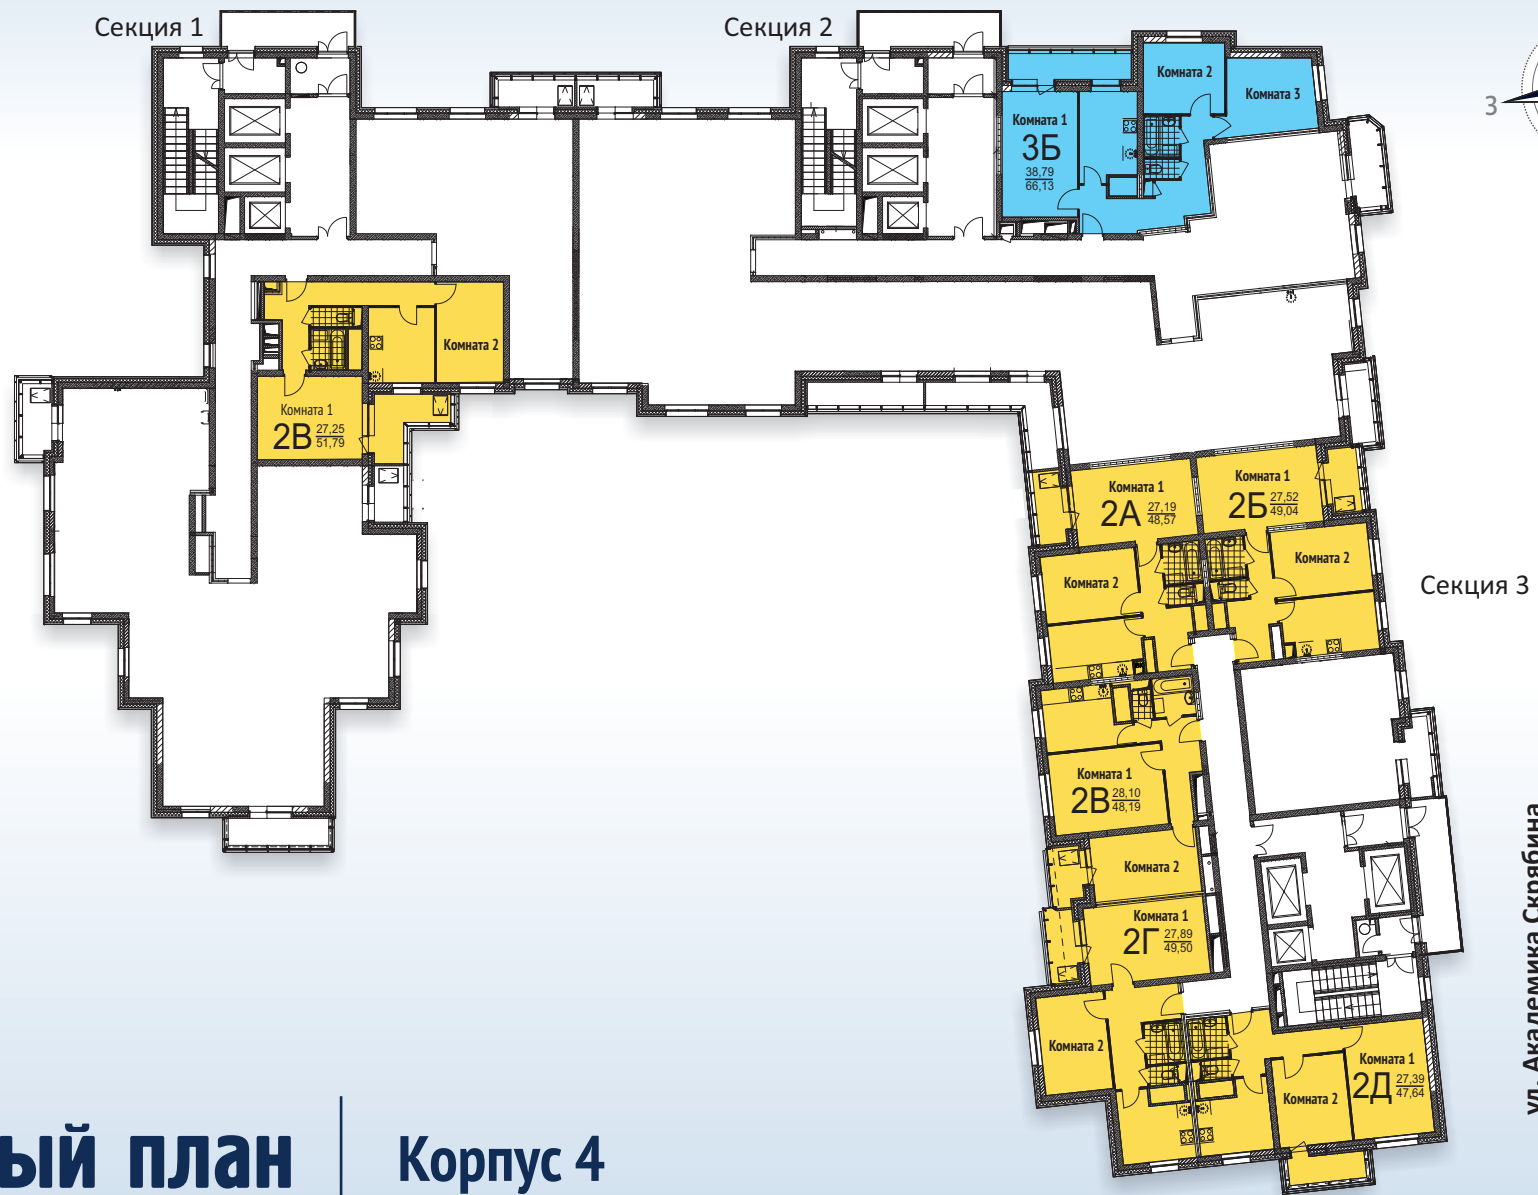 Секция 1
Секция 2
З
Комната 2
Комната 3
Комната 1
3Б
38,79
66,13
Комната 2
Комната 1
2В
27,25
51,79
Комната 1
2А
27,19
48,57
Комната 1
2Б
27,52
49,04
Комната 2
Комната 2
Секция 3
Комната 1
2В
28,10
48,19
Комната 2
Комната 1
2Г
27,89
49,50
Комната 2
Комната 1
2Д
27,39
47,64
Комната 2
ул. Академика Скрябина
ый план
Корпус 4